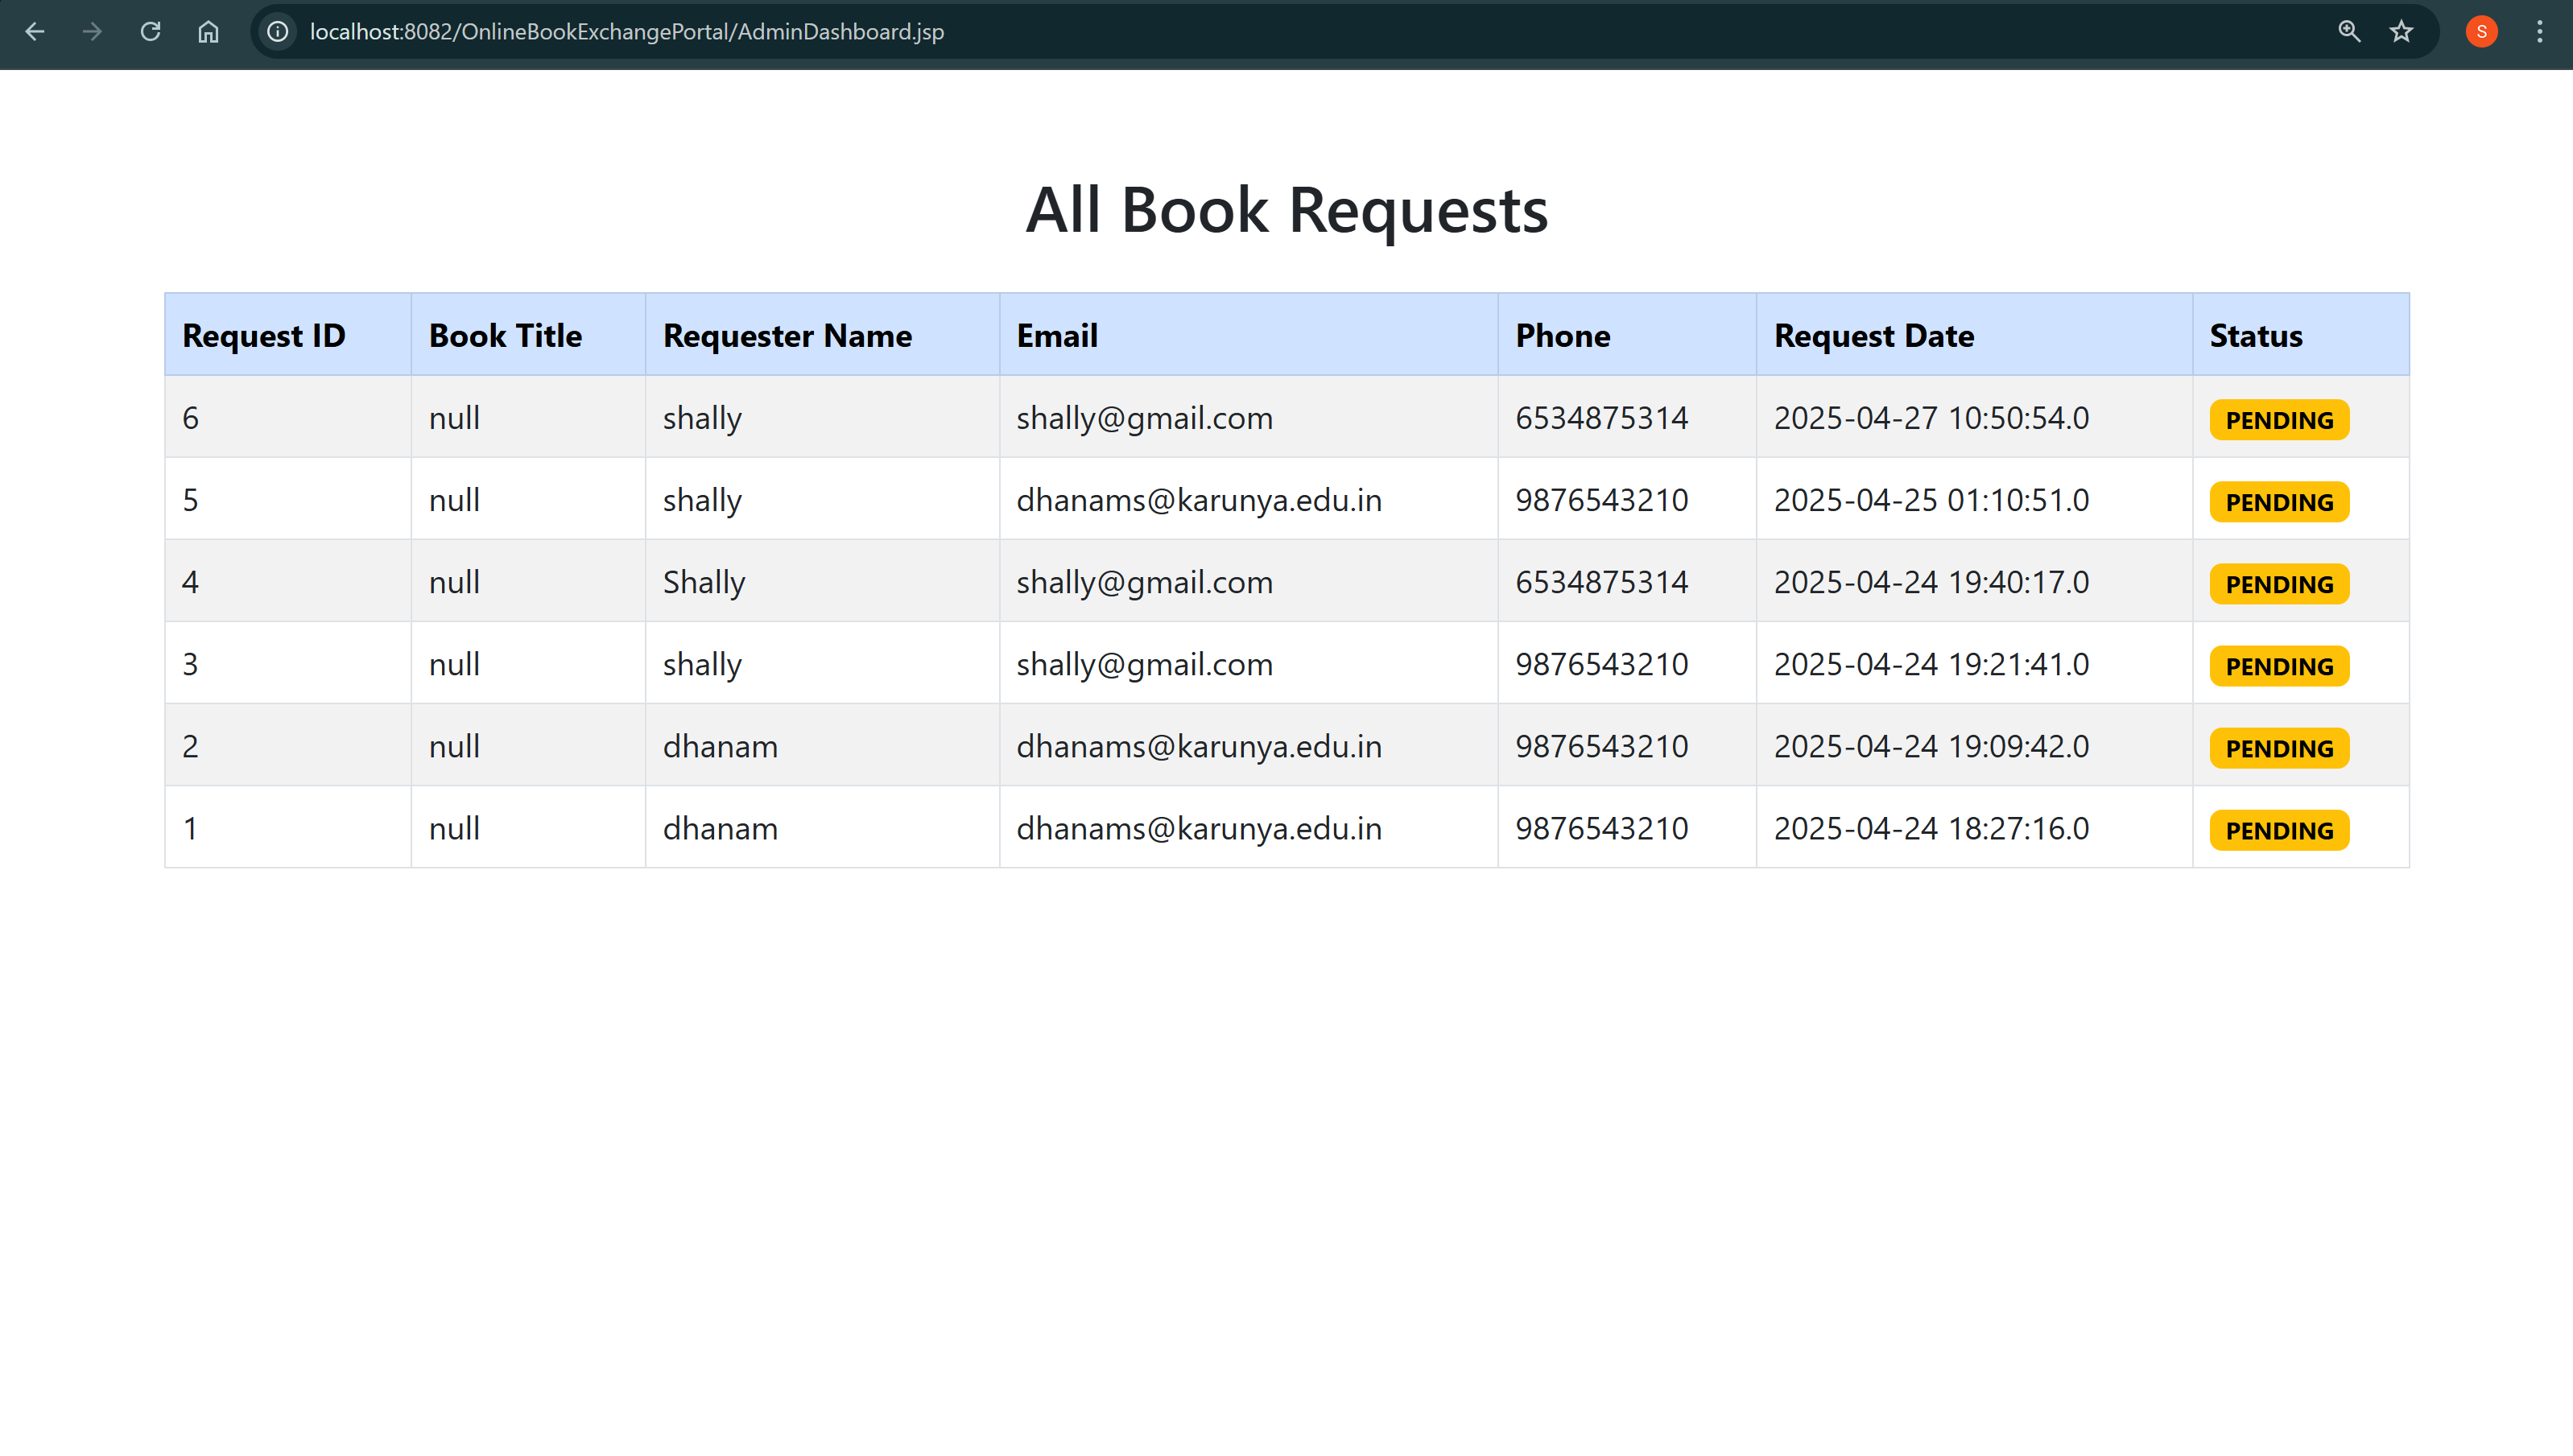 localhost:8082/OnlineBookExchangePortal/AdminDashboard.jsp
S
All Book Requests
Request ID Book Title Requester Name Email Phone Request Date Status
6 null shally shally@gmail.com 6534875314 2025-04-27 10:50:54.0 PENDING
5 null shally dhanams@karunya.edu.in 9876543210 2025-04-25 01:10:51.0 PENDING
4 null Shally shally@gmail.com 6534875314 2025-04-24 19:40:17.0 PENDING
3 null shally shally@gmail.com 9876543210 2025-04-24 19:21:41.0 PENDING
2 null dhanam dhanams@karunya.edu.in 9876543210 2025-04-24 19:09:42.0 PENDING
1 null dhanam dhanams@karunya.edu.in 9876543210 2025-04-24 18:27:16.0 PENDING